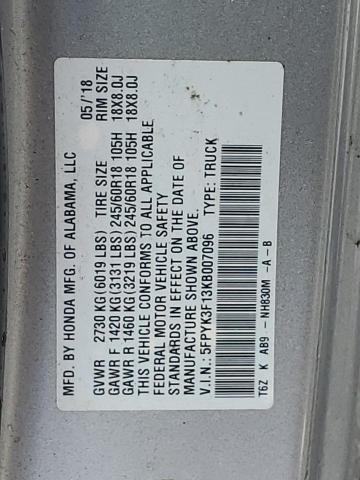 MFD. BY HONDA MFG. OF ALABAMA, LLC 05/'18
GVWR 2730 KG(6019 LBS) TIRE SIZE RIM SIZE
GAWR F 1420 KG(3131 LBS) 245/60R18 105H 18X8.0J
GAWR R 1460 KG(3219 LBS) 245/60R18 105H 18X8.0J
THIS VEHICLE CONFORMS TO ALL APPLICABLE
FEDERAL MOTOR VEHICLE SAFETY
STANDARDS IN EFFECT ON THE DATE OF
MANUFACTURE SHOWN ABOVE.
V.I.N.: 5FPYK3F13KB007096 TYPE: TRUCK
T6Z K AB9 - NH830M -A -B